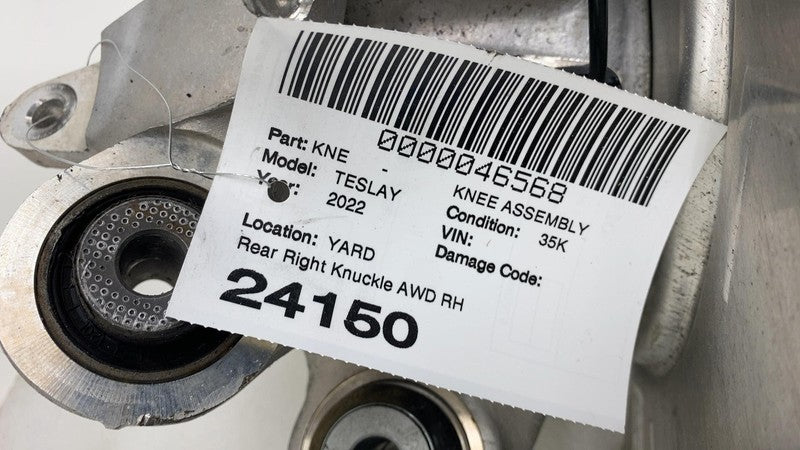 0000046568
Part: KNE - KNEE ASSEMBLY
Model: TESLAY Condition: 35K
Year: 2022 VIN:
Damage Code:
Location: YARD
Rear Right Knuckle AWD RH
24150